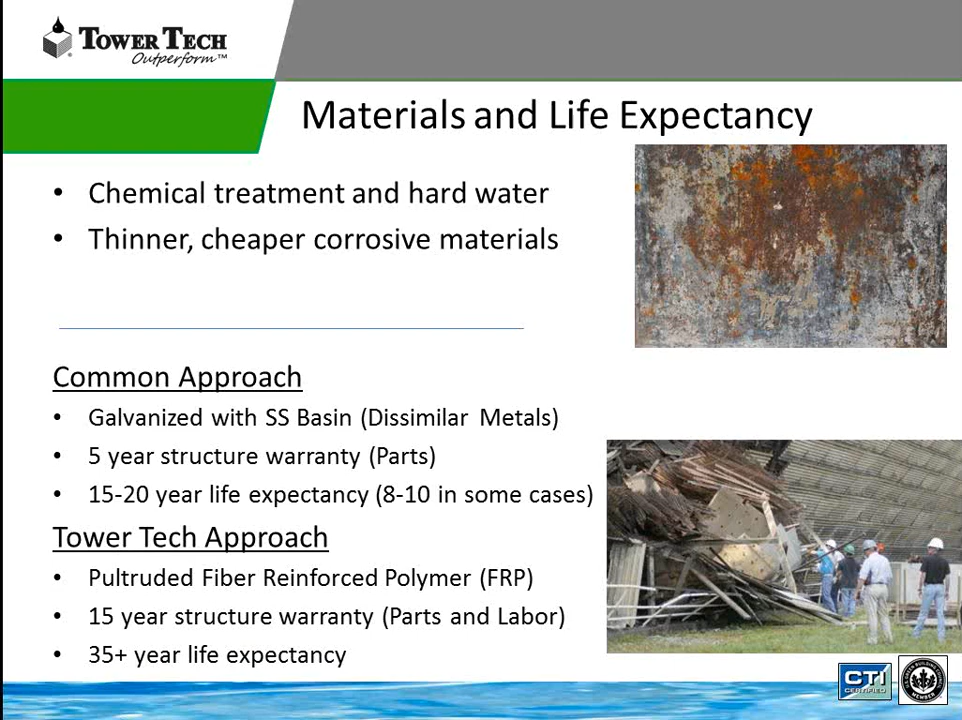 TOWER TECH
Outperform™
Materials and Life Expectancy
• Chemical treatment and hard water
• Thinner, cheaper corrosive materials
Common Approach
• Galvanized with SS Basin (Dissimilar Metals)
• 5 year structure warranty (Parts)
• 15-20 year life expectancy (8-10 in some cases)
Tower Tech Approach
• Pultruded Fiber Reinforced Polymer (FRP)
• 15 year structure warranty (Parts and Labor)
• 35+ year life expectancy
CTI
CERTIFIED
MEMBER